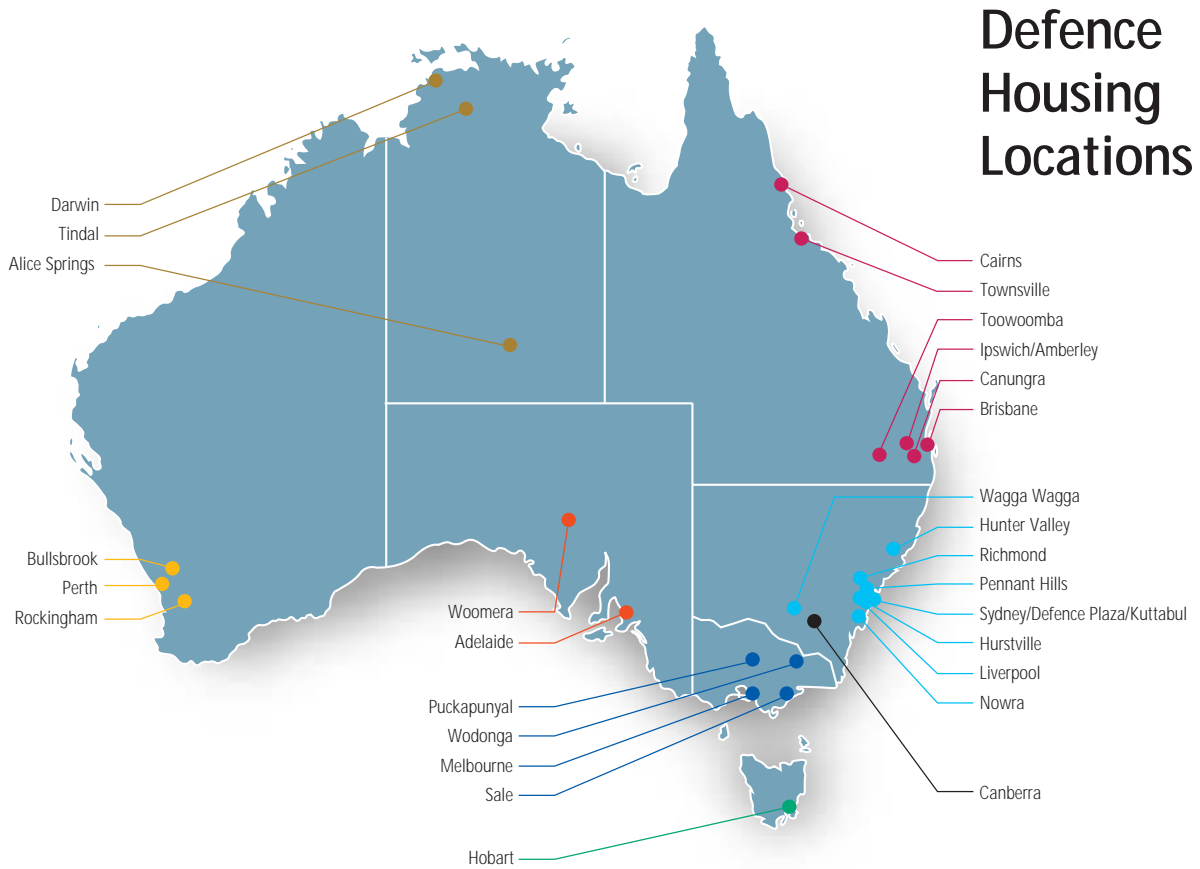 Defence
Housing
Locations
Darwin
Tindal
Alice Springs
Cairns
Townsville
Toowoomba
Ipswich/Amberley
Canungra
Brisbane
Wagga Wagga
Hunter Valley
Richmond
Pennant Hills
Sydney/Defence Plaza/Kuttabul
Hurstville
Liverpool
Nowra
Bullsbrook
Perth
Rockingham
Woomera
Adelaide
Puckapunyal
Wodonga
Melbourne
Sale
Canberra
Hobart